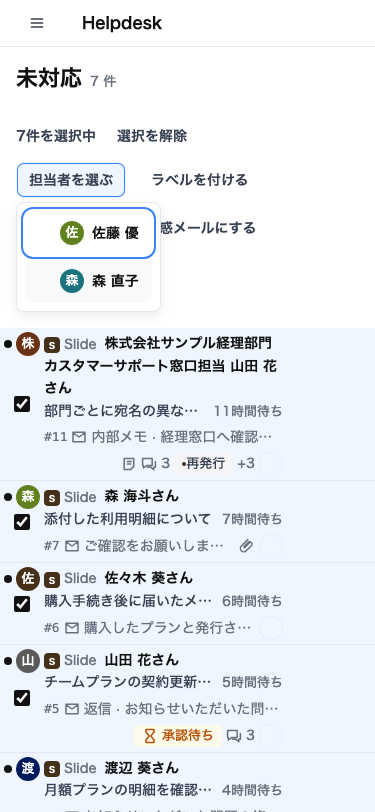 Helpdesk
未対応 7 件
7件を選択中 選択を解除
担当者を選ぶ ラベルを付ける
佐 佐藤 優
惑メールにする
森 森 直子
株 s Slide 株式会社サンプル経理部門
カスタマーサポート窓口担当 山田 花
さん
部門ごとに宛名の異な… 11時間待ち
#11 内部メモ · 経理窓口へ確認…
3 •再発行 +3
森 s Slide 森 海斗さん
添付した利用明細について 7時間待ち
#7 ご確認をお願いしま…
佐 s Slide 佐々木 葵さん
購入手続き後に届いたメ… 6時間待ち
#6 購入したプランと発行さ…
山 s Slide 山田 花さん
チームプランの契約更新… 5時間待ち
#5 返信 · お知らせいただいた問…
承認待ち 3
渡 s Slide 渡辺 葵さん
月額プランの明細を確認… 4時間待ち